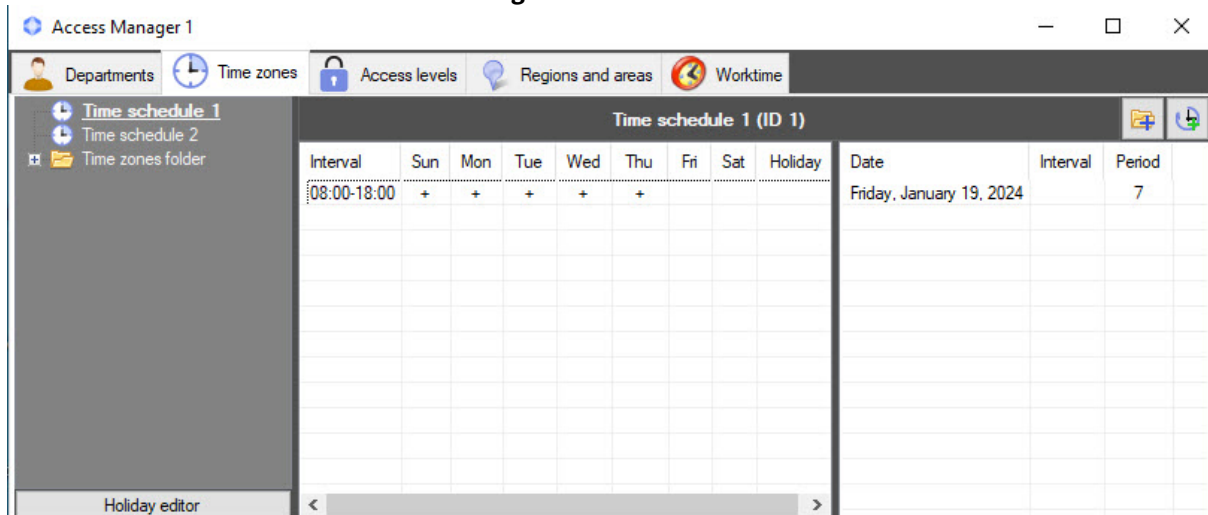 Access Manager 1
Departments Time zones Access levels Regions and areas Worktime
Time schedule 1
Time schedule 2
Time zones folder
Time schedule 1 (ID 1)
Interval Sun Mon Tue Wed Thu Fri Sat Holiday Date Interval Period
08:00-18:00 + + + + + Friday, January 19, 2024 7
Holiday editor